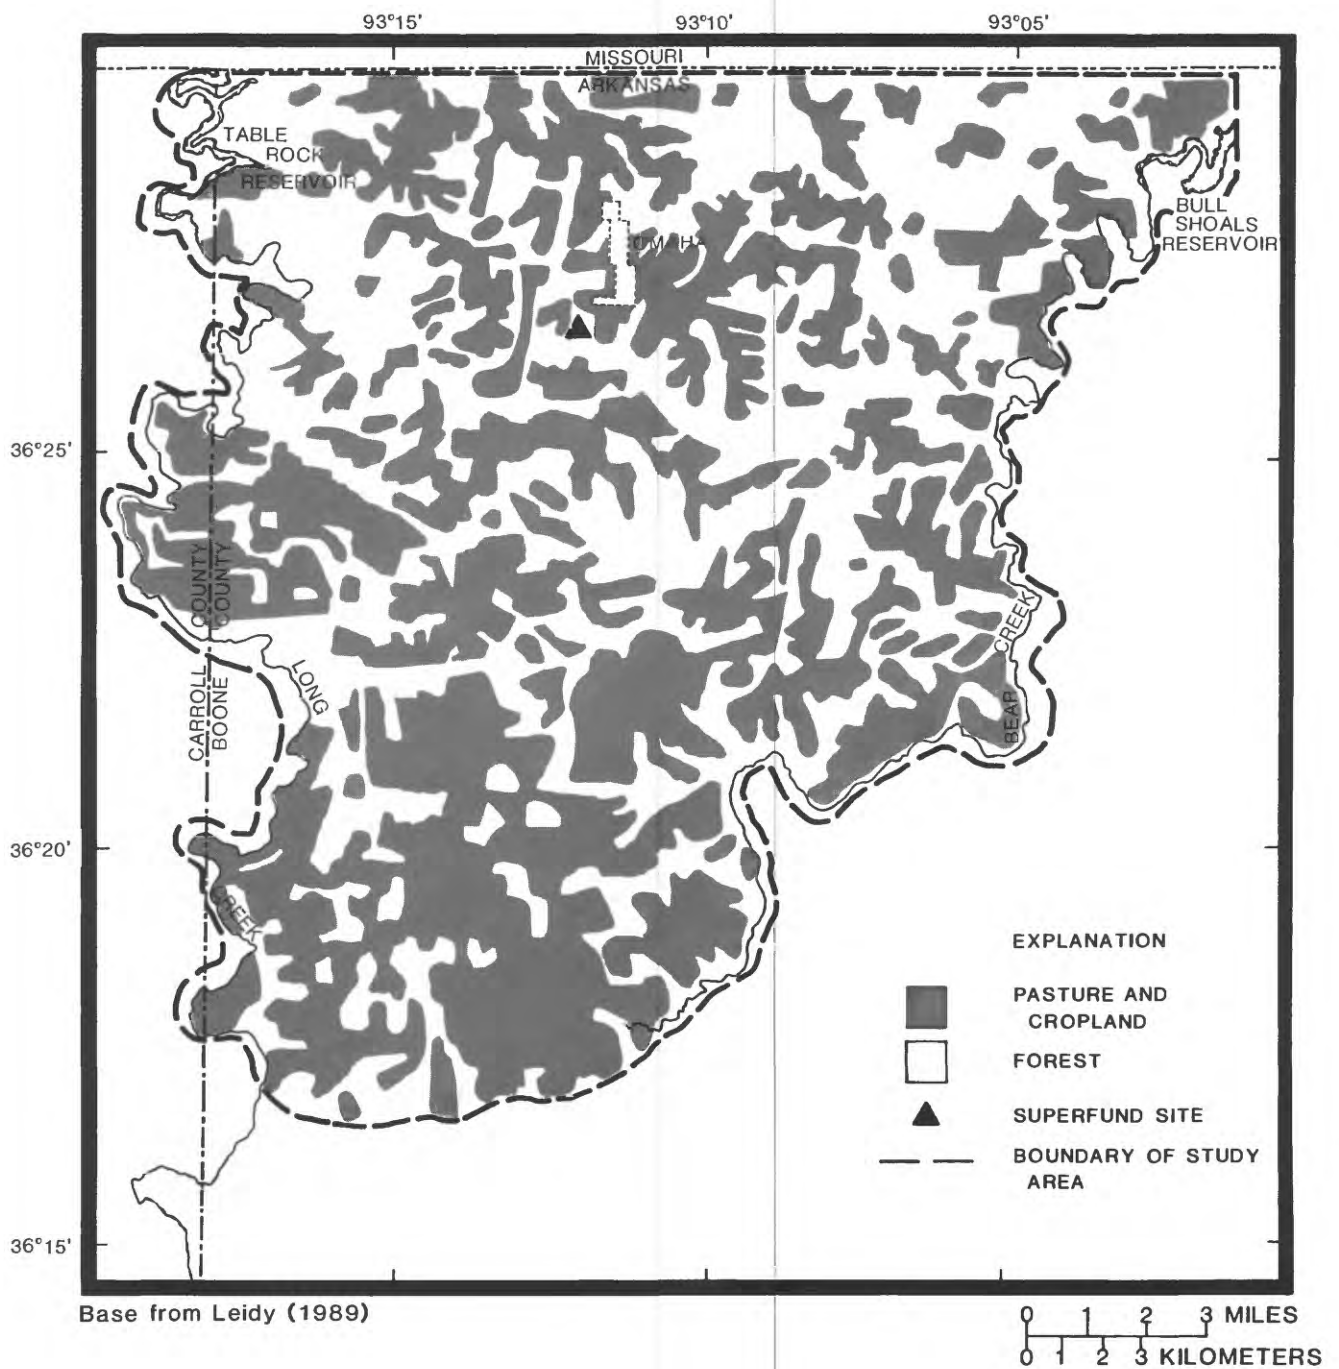 93°15'
93°10'
93°05'
MISSOURI
ARKANSAS
TABLE
ROCK
RESERVOIR
BULL
SHOALS
RESERVOIR
OMAHA
36°25'
CARROLL COUNTY
BOONE COUNTY
LONG
CREEK
BEAR CREEK
36°20'
36°15'
EXPLANATION
PASTURE AND
CROPLAND
FOREST
SUPERFUND SITE
BOUNDARY OF STUDY
AREA
Base from Leidy (1989)
0 1 2 3 MILES
0 1 2 3 KILOMETERS